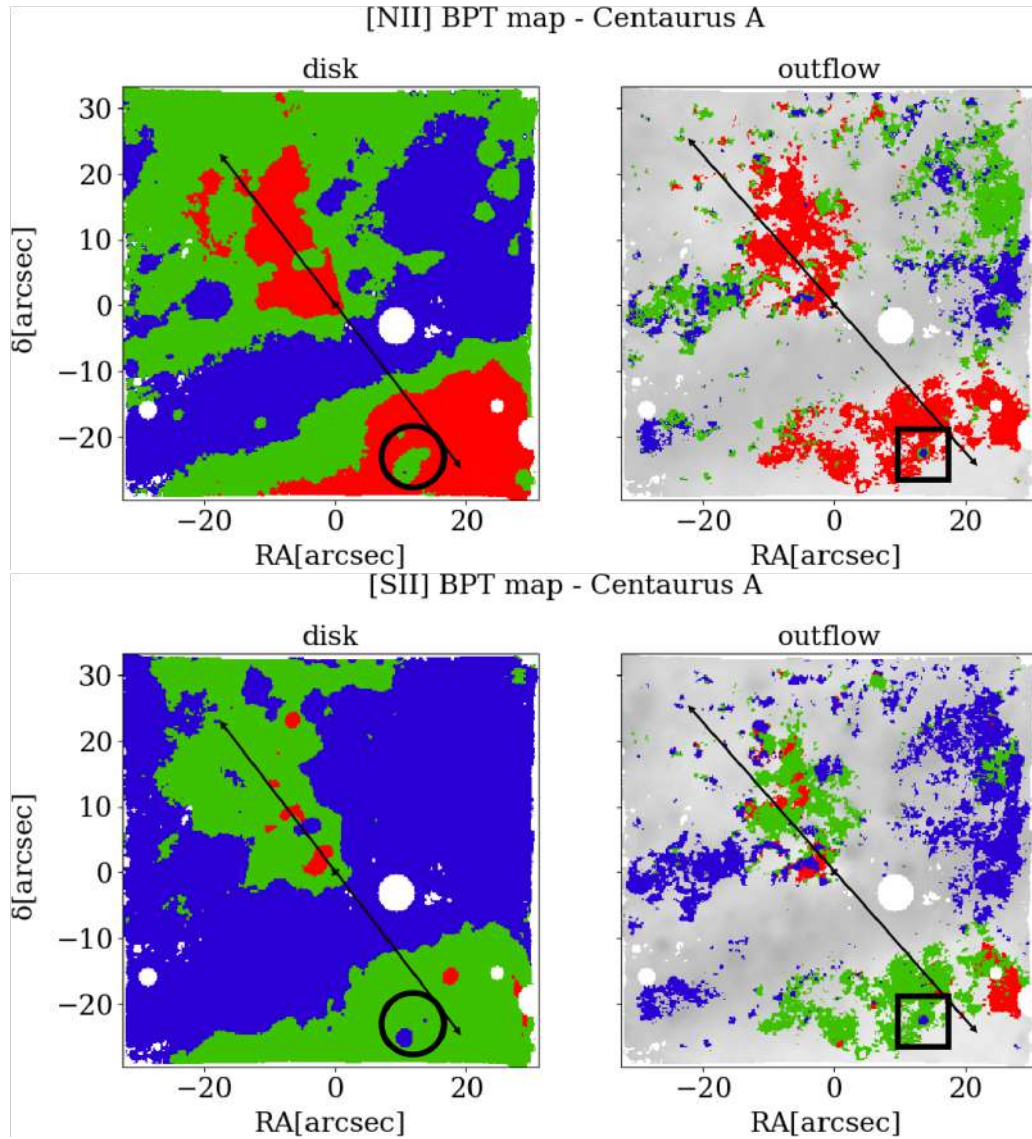 [NII] BPT map - Centaurus A
disk
outflow
30
20
10
0
−10
−20
δ[arcsec]
−20 0 20
−20 0 20
RA[arcsec]
RA[arcsec]
[SII] BPT map - Centaurus A
disk
outflow
30
20
10
0
−10
−20
δ[arcsec]
−20 0 20
−20 0 20
RA[arcsec]
RA[arcsec]